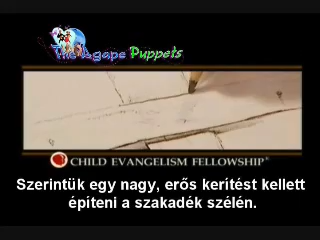 The Agape Puppets
CHILD EVANGELISM FELLOWSHIP®
Szerintük egy nagy, erős kerítést kellett
építeni a szakadék szélén.